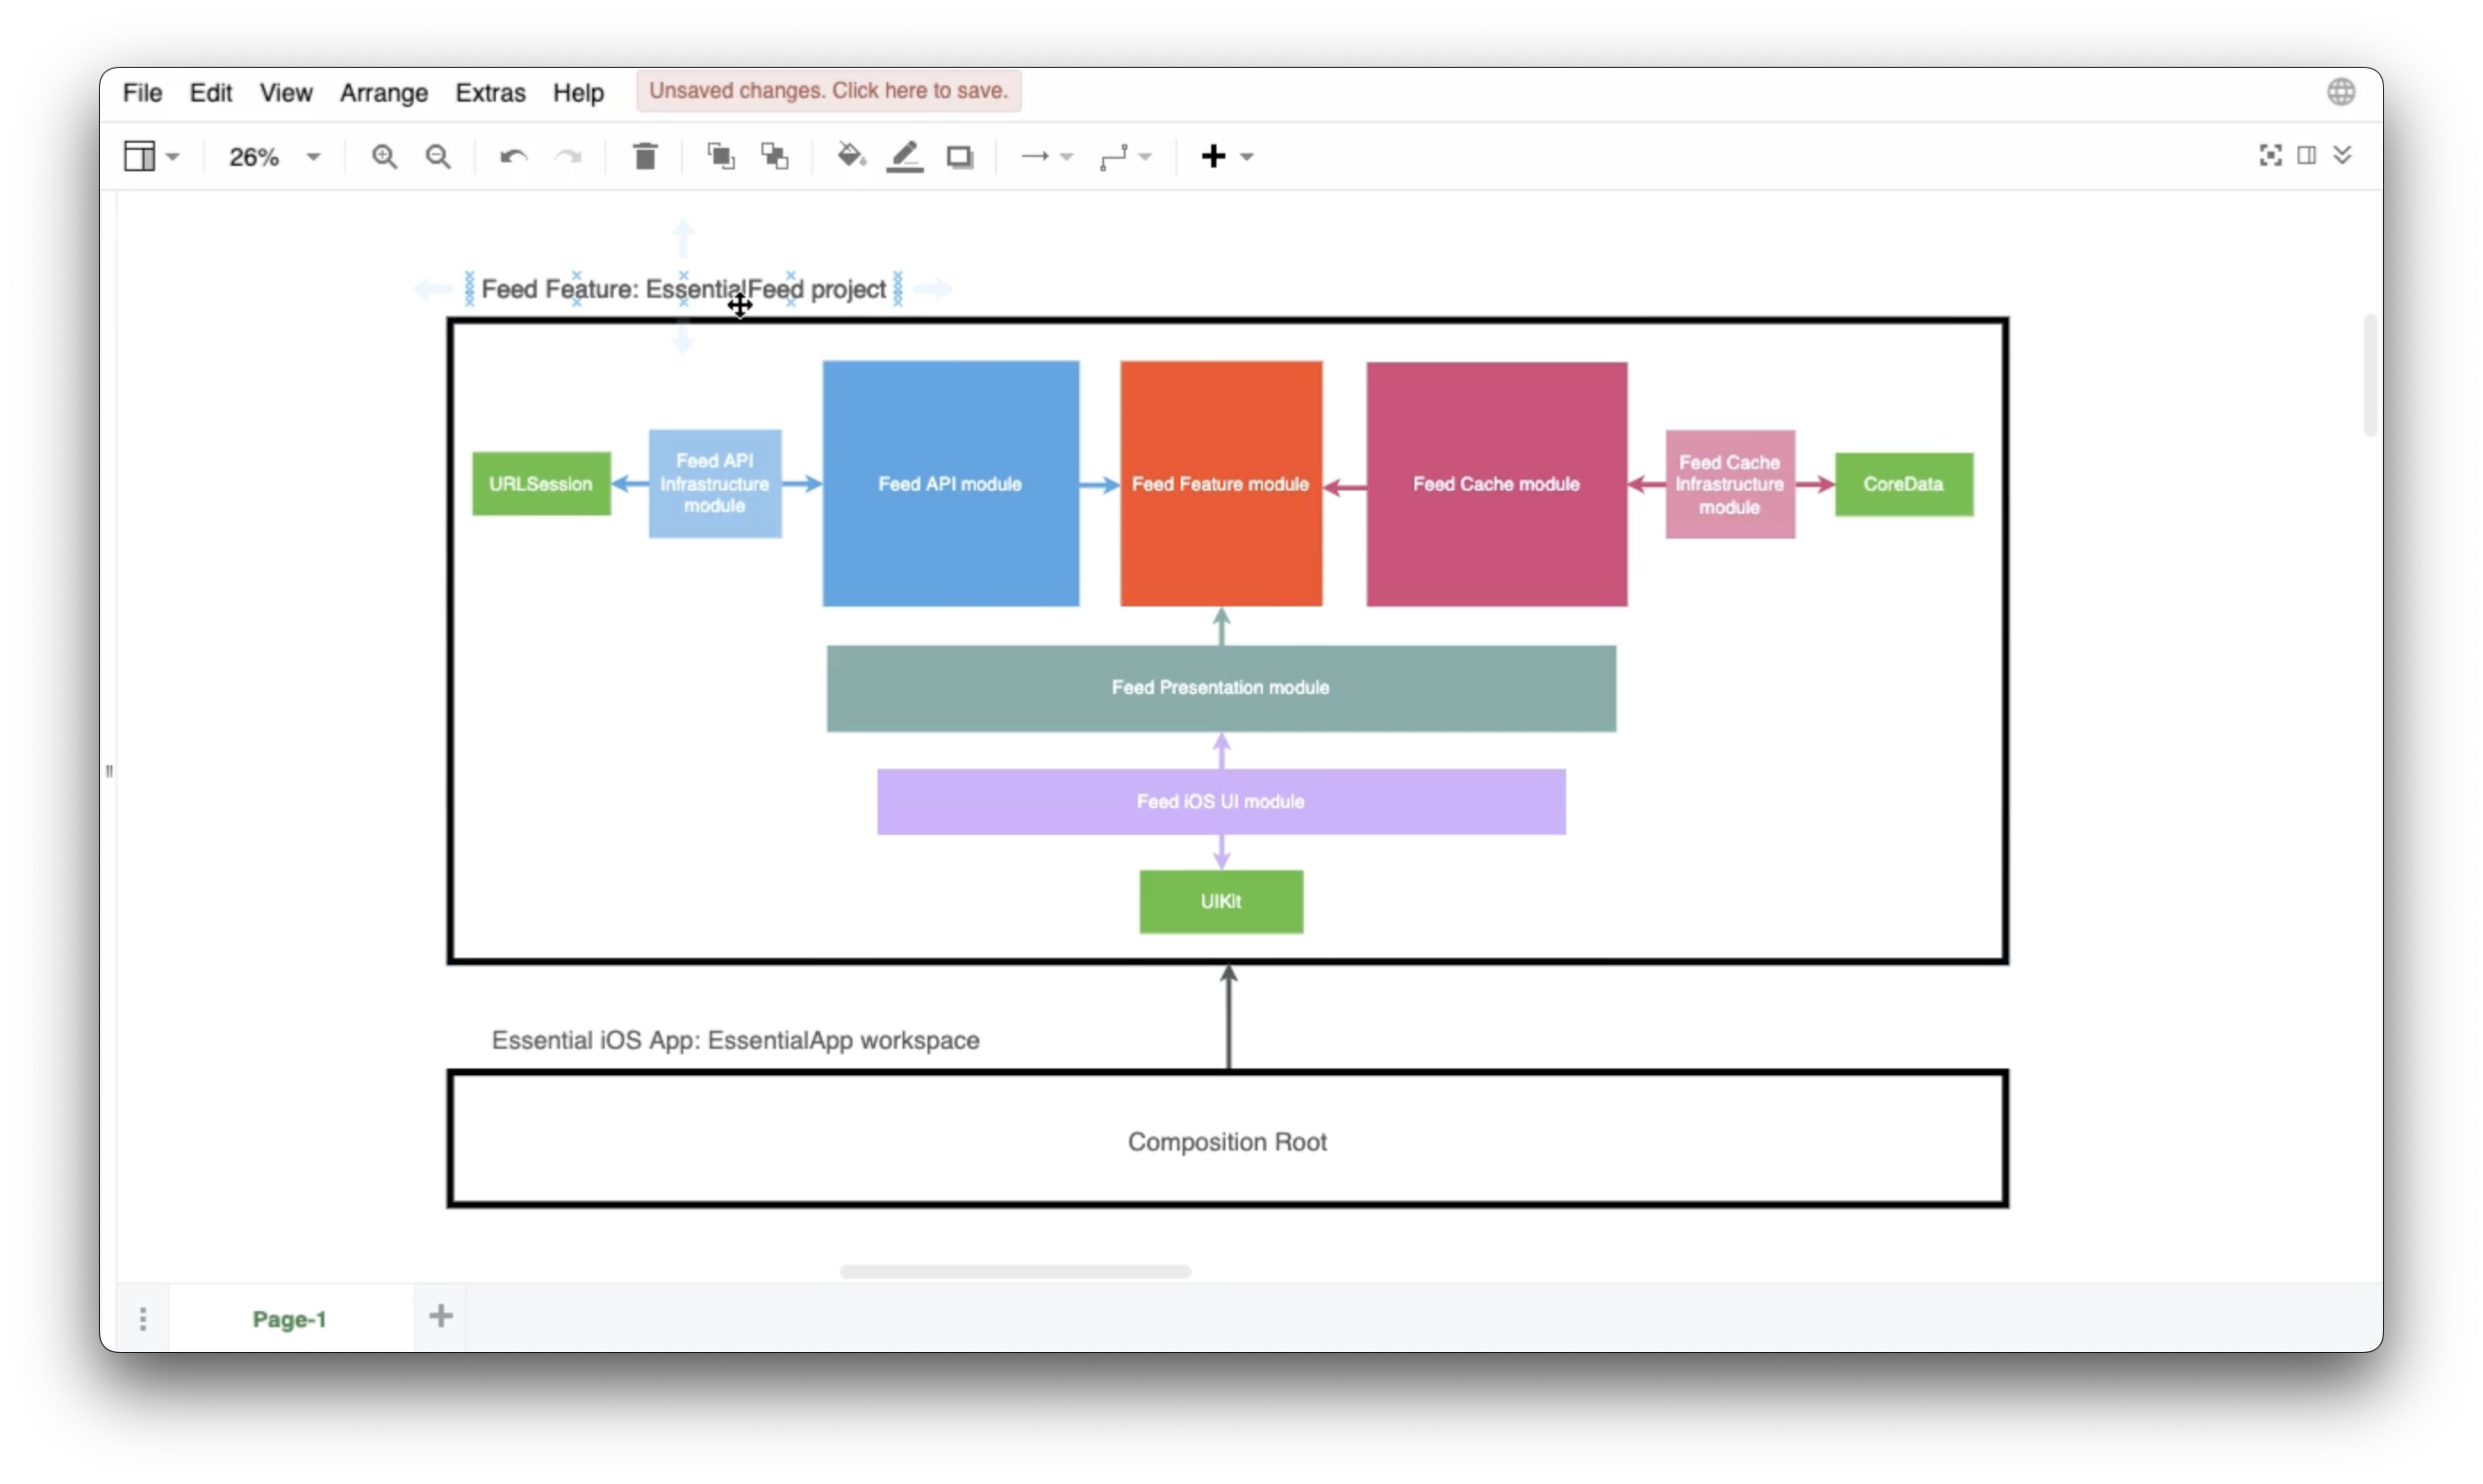 File Edit View Arrange Extras Help Unsaved changes. Click here to save.
26%
Feed Feature: EssentialFeed project
URLSession
Feed API
Infrastructure
module
Feed API module
Feed Feature module
Feed Cache module
Feed Cache
Infrastructure
module
CoreData
Feed Presentation module
Feed iOS UI module
UIKit
Essential iOS App: EssentialApp workspace
Composition Root
Page-1